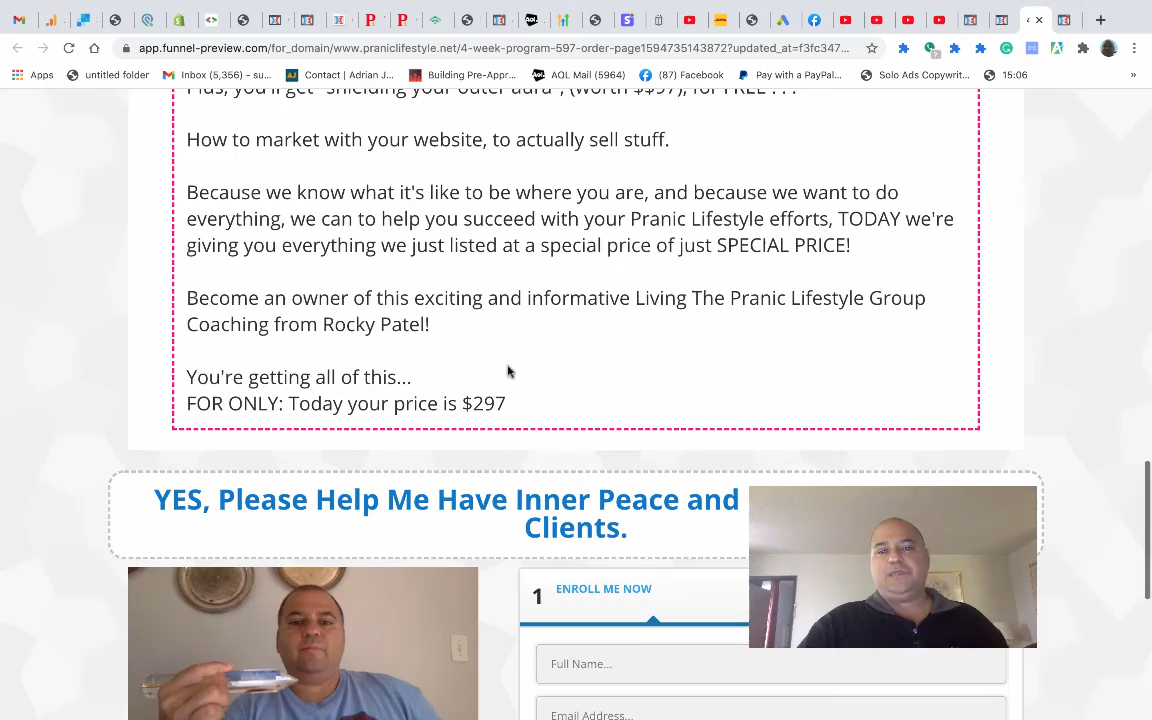 app.funnel-preview.com/for_domain/www.praniclifestyle.net/4-week-program-597-order-page1594735143872?updated_at=f3fc347...
Apps untitled folder Inbox (5,356) - su... Contact | Adrian J... Building Pre-Appr... AOL Mail (5964) (87) Facebook Pay with a PayPal... Solo Ads Copywrit... 15:06 »
How to market with your website, to actually sell stuff.
Because we know what it's like to be where you are, and because we want to do
everything, we can to help you succeed with your Pranic Lifestyle efforts, TODAY we're
giving you everything we just listed at a special price of just SPECIAL PRICE!
Become an owner of this exciting and informative Living The Pranic Lifestyle Group
Coaching from Rocky Patel!
You're getting all of this...
FOR ONLY: Today your price is $297
YES, Please Help Me Have Inner Peace and
Clients.
1 ENROLL ME NOW
Full Name...
Email Address...